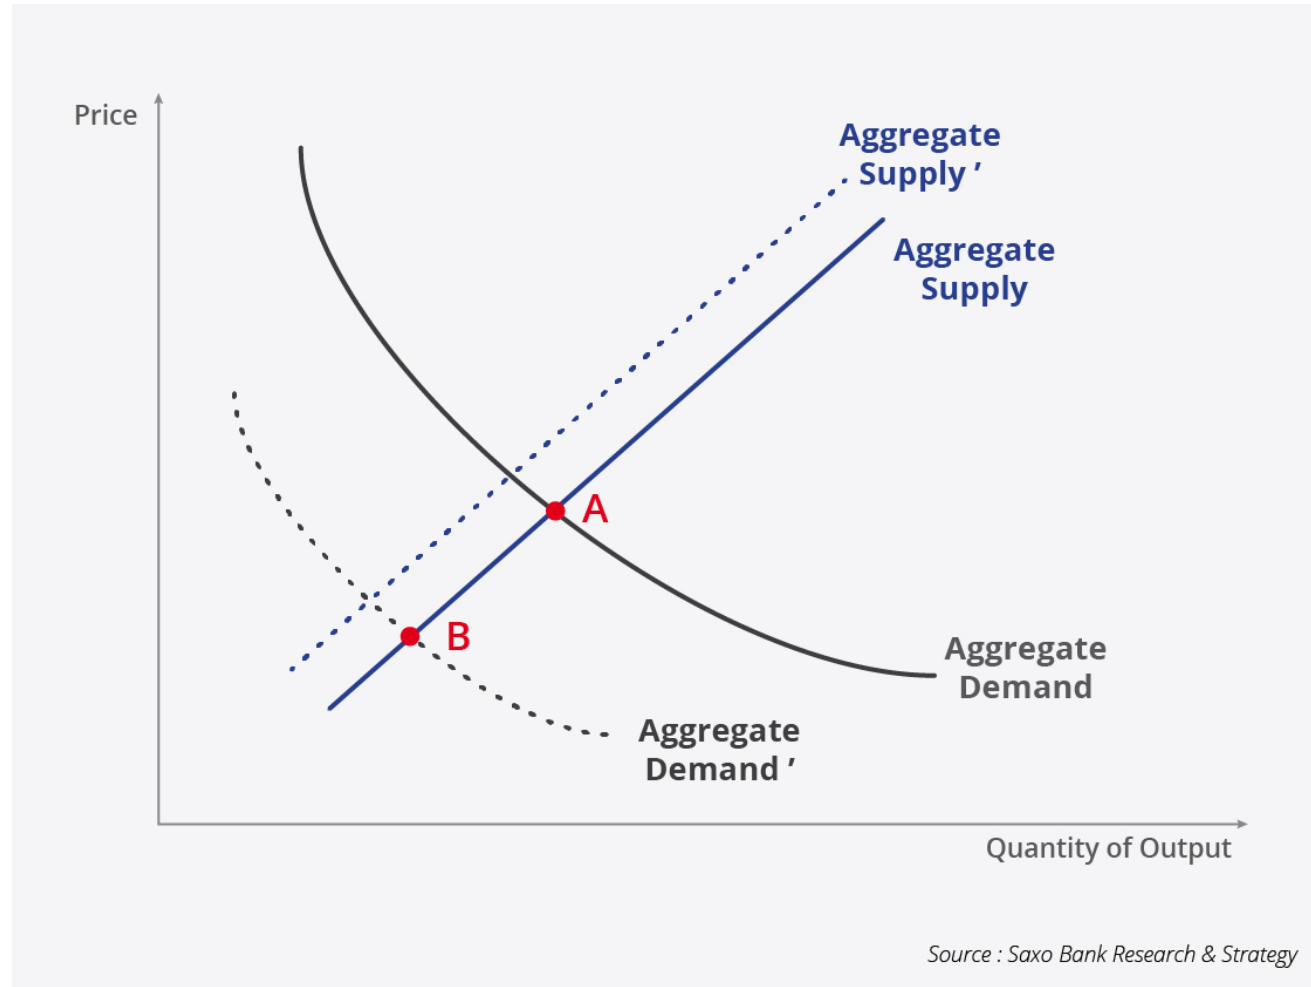 Price
Aggregate
Supply ’
Aggregate
Supply
A
B
Aggregate
Demand
Aggregate
Demand ’
Quantity of Output
Source : Saxo Bank Research & Strategy